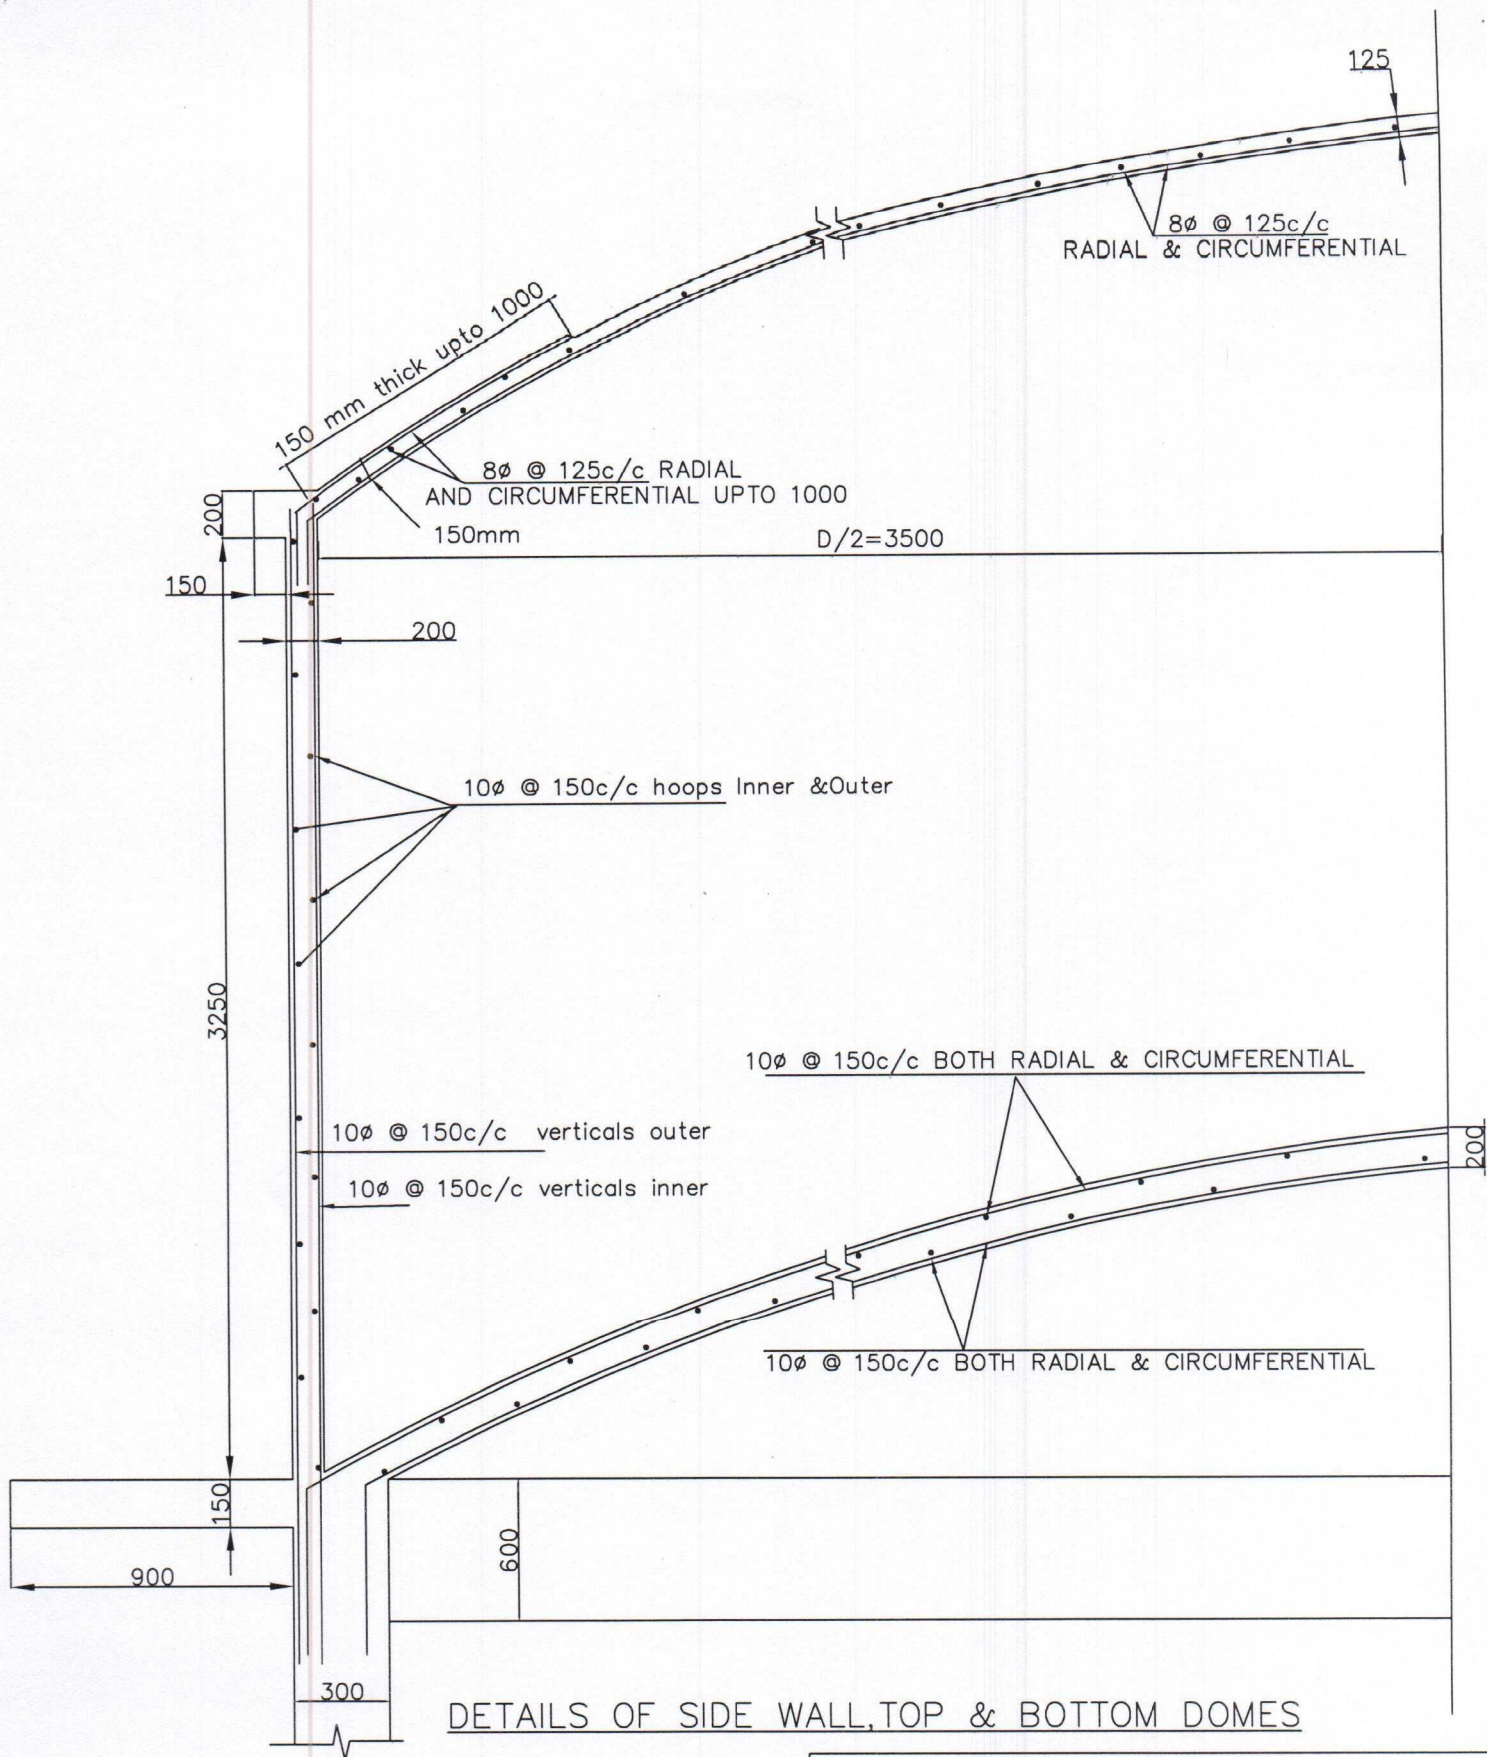 125
8ø @ 125c/c
RADIAL & CIRCUMFERENTIAL
150 mm thick upto 1000
8ø @ 125c/c RADIAL
AND CIRCUMFERENTIAL UPTO 1000
150mm
200
D/2=3500
150
200
10ø @ 150c/c hoops Inner &Outer
3250
10ø @ 150c/c BOTH RADIAL & CIRCUMFERENTIAL
10ø @ 150c/c verticals outer
200
10ø @ 150c/c verticals inner
10ø @ 150c/c BOTH RADIAL & CIRCUMFERENTIAL
150
600
900
300
DETAILS OF SIDE WALL,TOP & BOTTOM DOMES